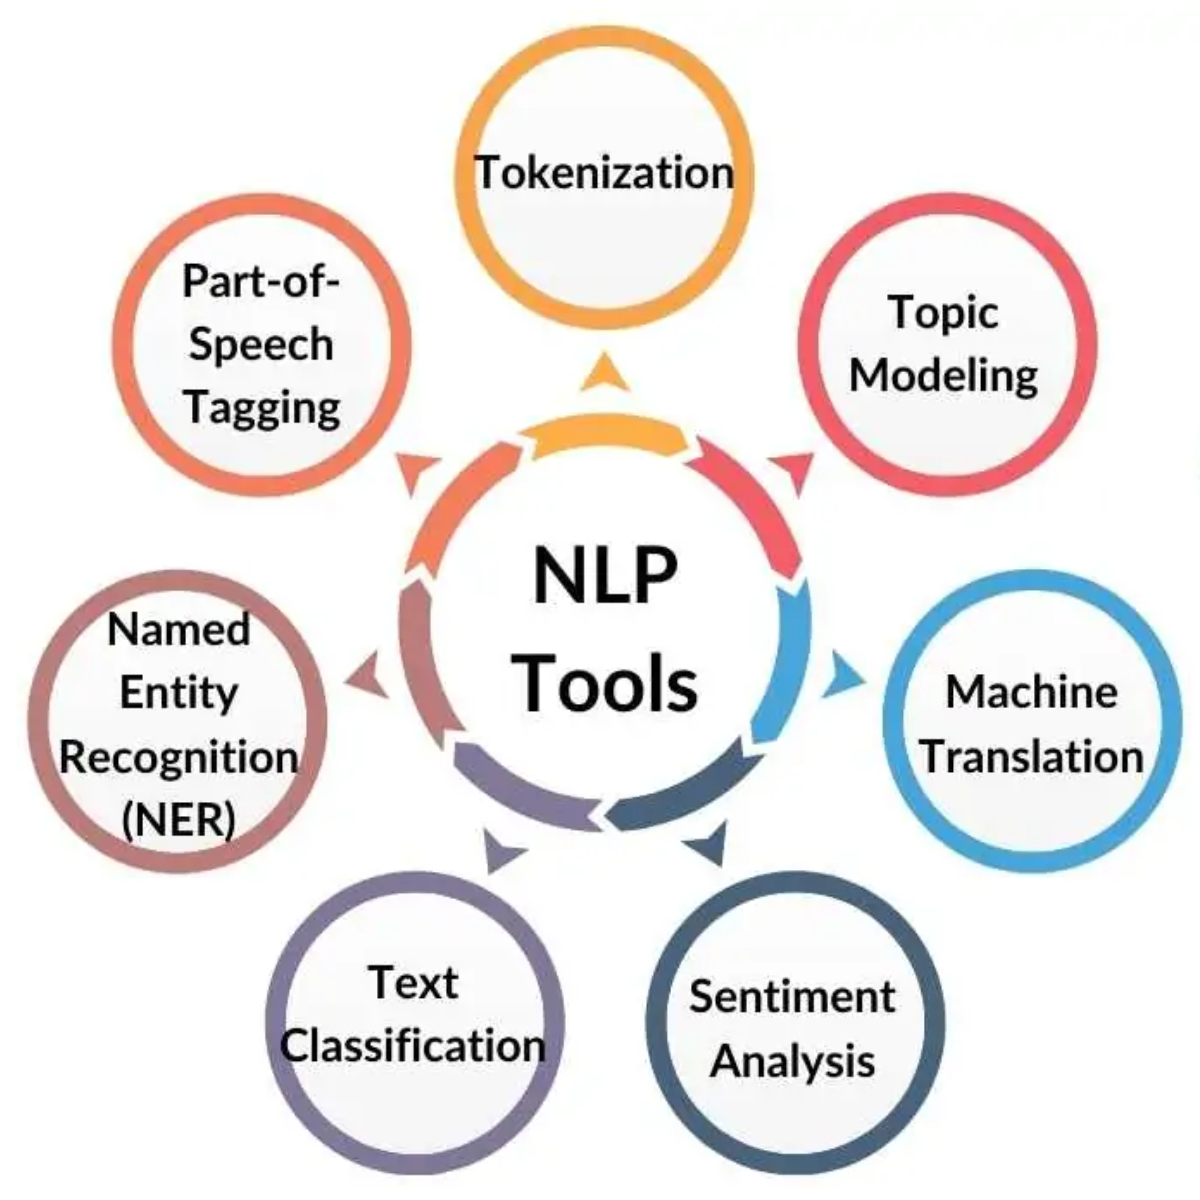 Tokenization
Part-of-
Speech
Tagging
Topic
Modeling
NLP
Tools
Named
Entity
Recognition
(NER)
Machine
Translation
Text
Classification
Sentiment
Analysis